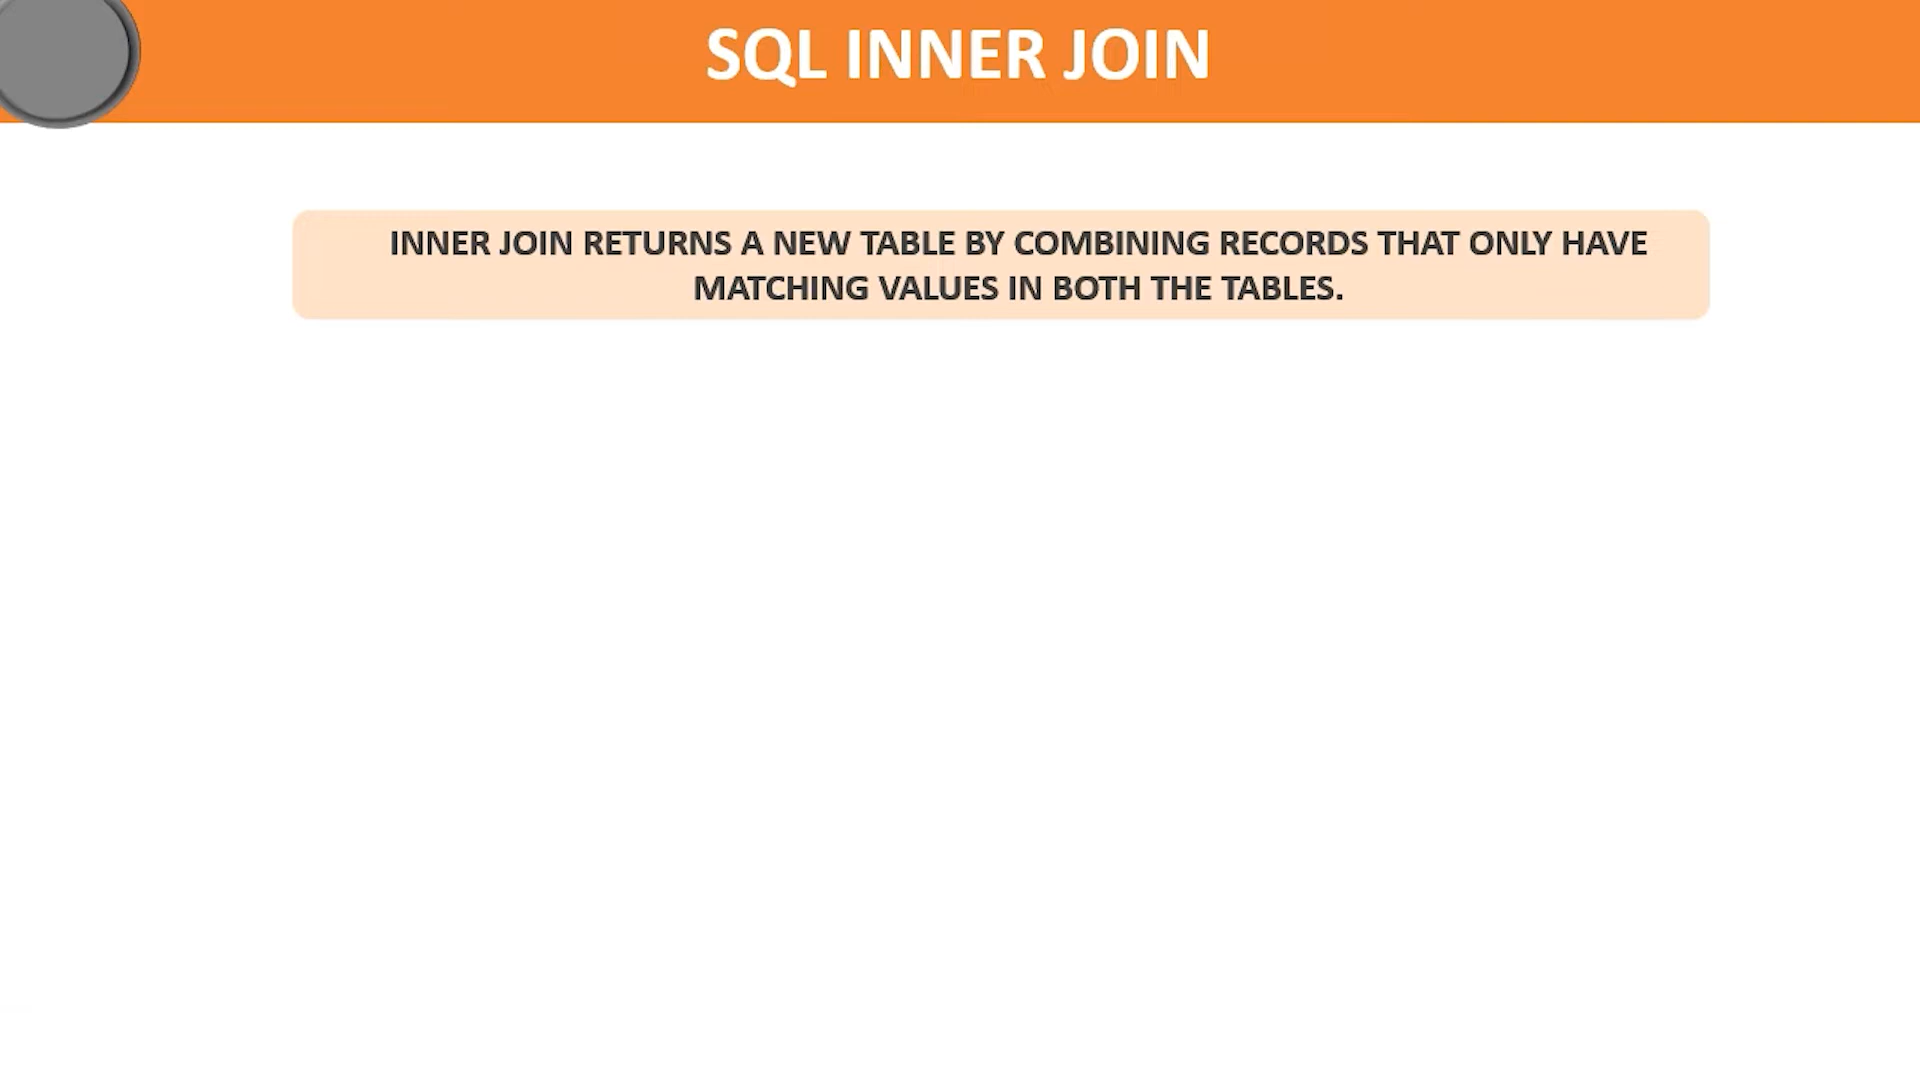 SQL INNER JOIN
INNER JOIN RETURNS A NEW TABLE BY COMBINING RECORDS THAT ONLY HAVE
MATCHING VALUES IN BOTH THE TABLES.